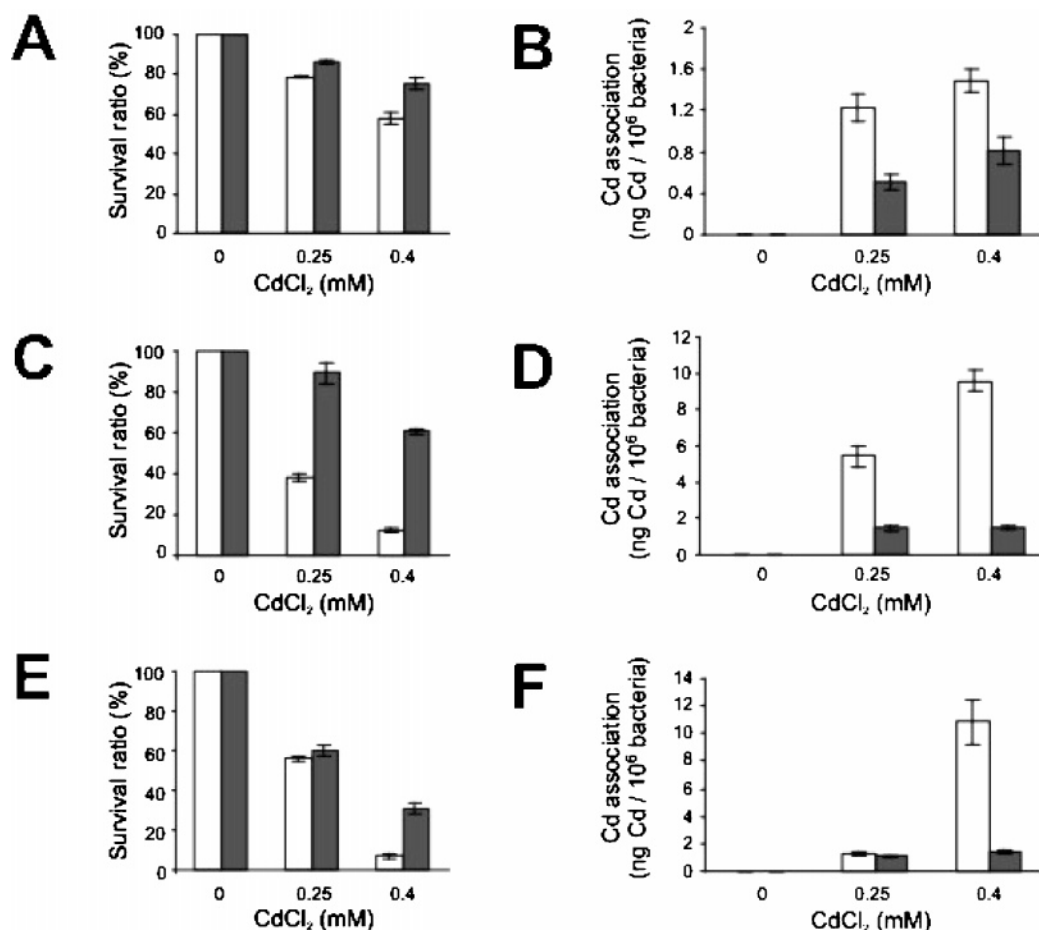 A
Survival ratio (%)
100
80
60
40
20
0
0 0.25 0.4
CdCl₂ (mM)
B
Cd association
(ng Cd / 10⁶ bacteria)
2
1.6
1.2
0.8
0.4
0
0 0.25 0.4
CdCl₂ (mM)
C
Survival ratio (%)
100
80
60
40
20
0
0 0.25 0.4
CdCl₂ (mM)
D
Cd association
(ng Cd / 10⁶ bacteria)
12
10
8
6
4
2
0
0 0.25 0.4
CdCl₂ (mM)
E
Survival ratio (%)
100
80
60
40
20
0
0 0.25 0.4
CdCl₂ (mM)
F
Cd association
(ng Cd / 10⁶ bacteria)
14
12
10
8
6
4
2
0
0 0.25 0.4
CdCl₂ (mM)